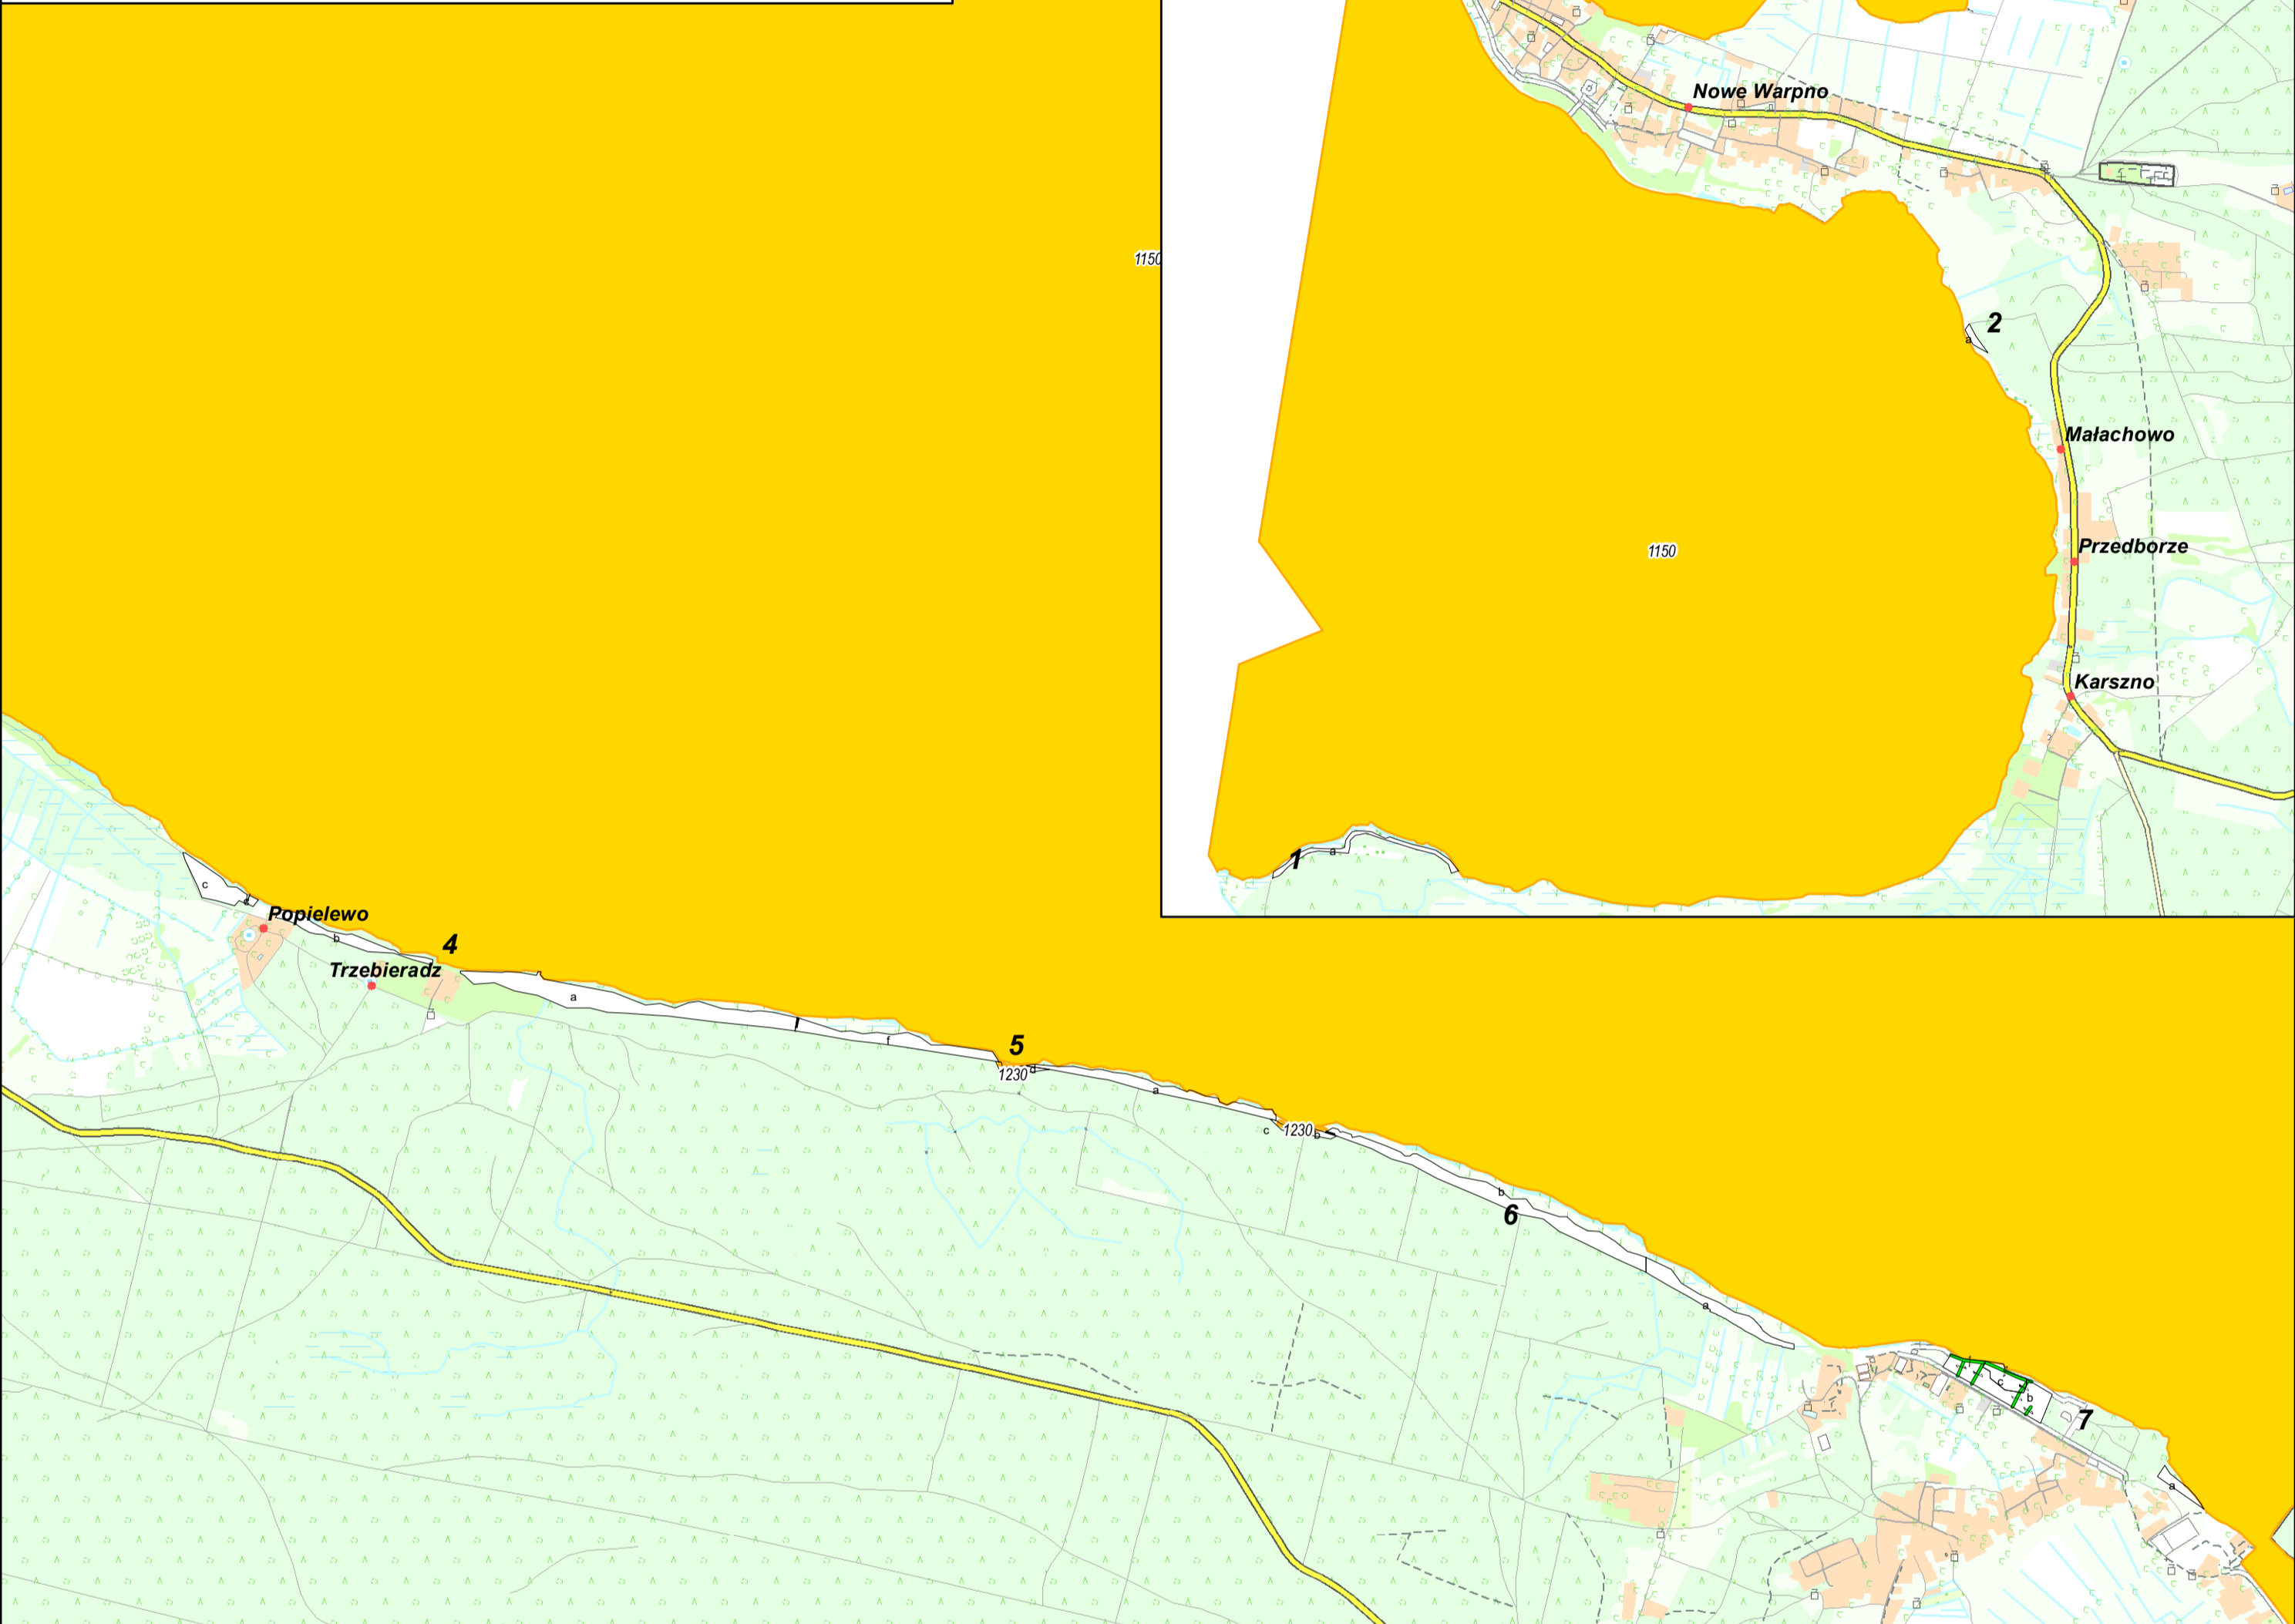 Nowe Warpno
1150
2
a
Małachowo
Przedborze
1150
Karszno
1
a
c
Popielewo
b
4
Trzebieradz
a
f
5
1230
d
a
c
1230
b
b
6
a
c
b
7
a